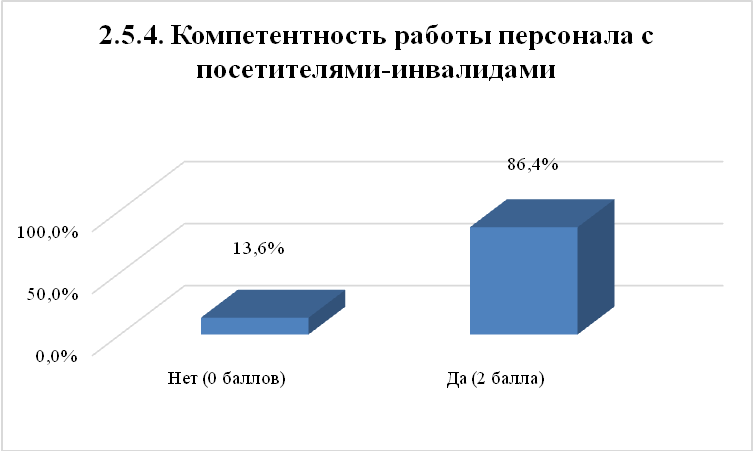 2.5.4. Компетентность работы персонала с
посетителями-инвалидами
86,4%
13,6%
100,0%
50,0%
0,0%
Нет (0 баллов)
Да (2 балла)